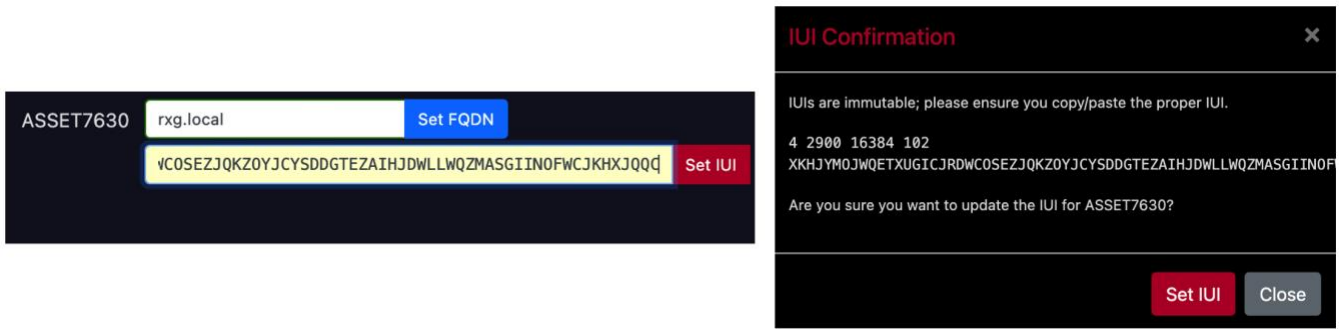 ASSET7630
rxg.local
Set FQDN
WCOSEZJQKZOYJCYSDDGTEZAIHJDWLLWQZMASGIINOFWCJKHXJQQC
Set IUI
IUI Confirmation
×
IUIs are immutable; please ensure you copy/paste the proper IUI.
4 2900 16384 102
XKHJYMOJWQETXUGICJRDWCOSEZJQKZOYJCYSDDGTEZAIHJDWLLWQZMASGIINOF
Are you sure you want to update the IUI for ASSET7630?
Set IUI
Close